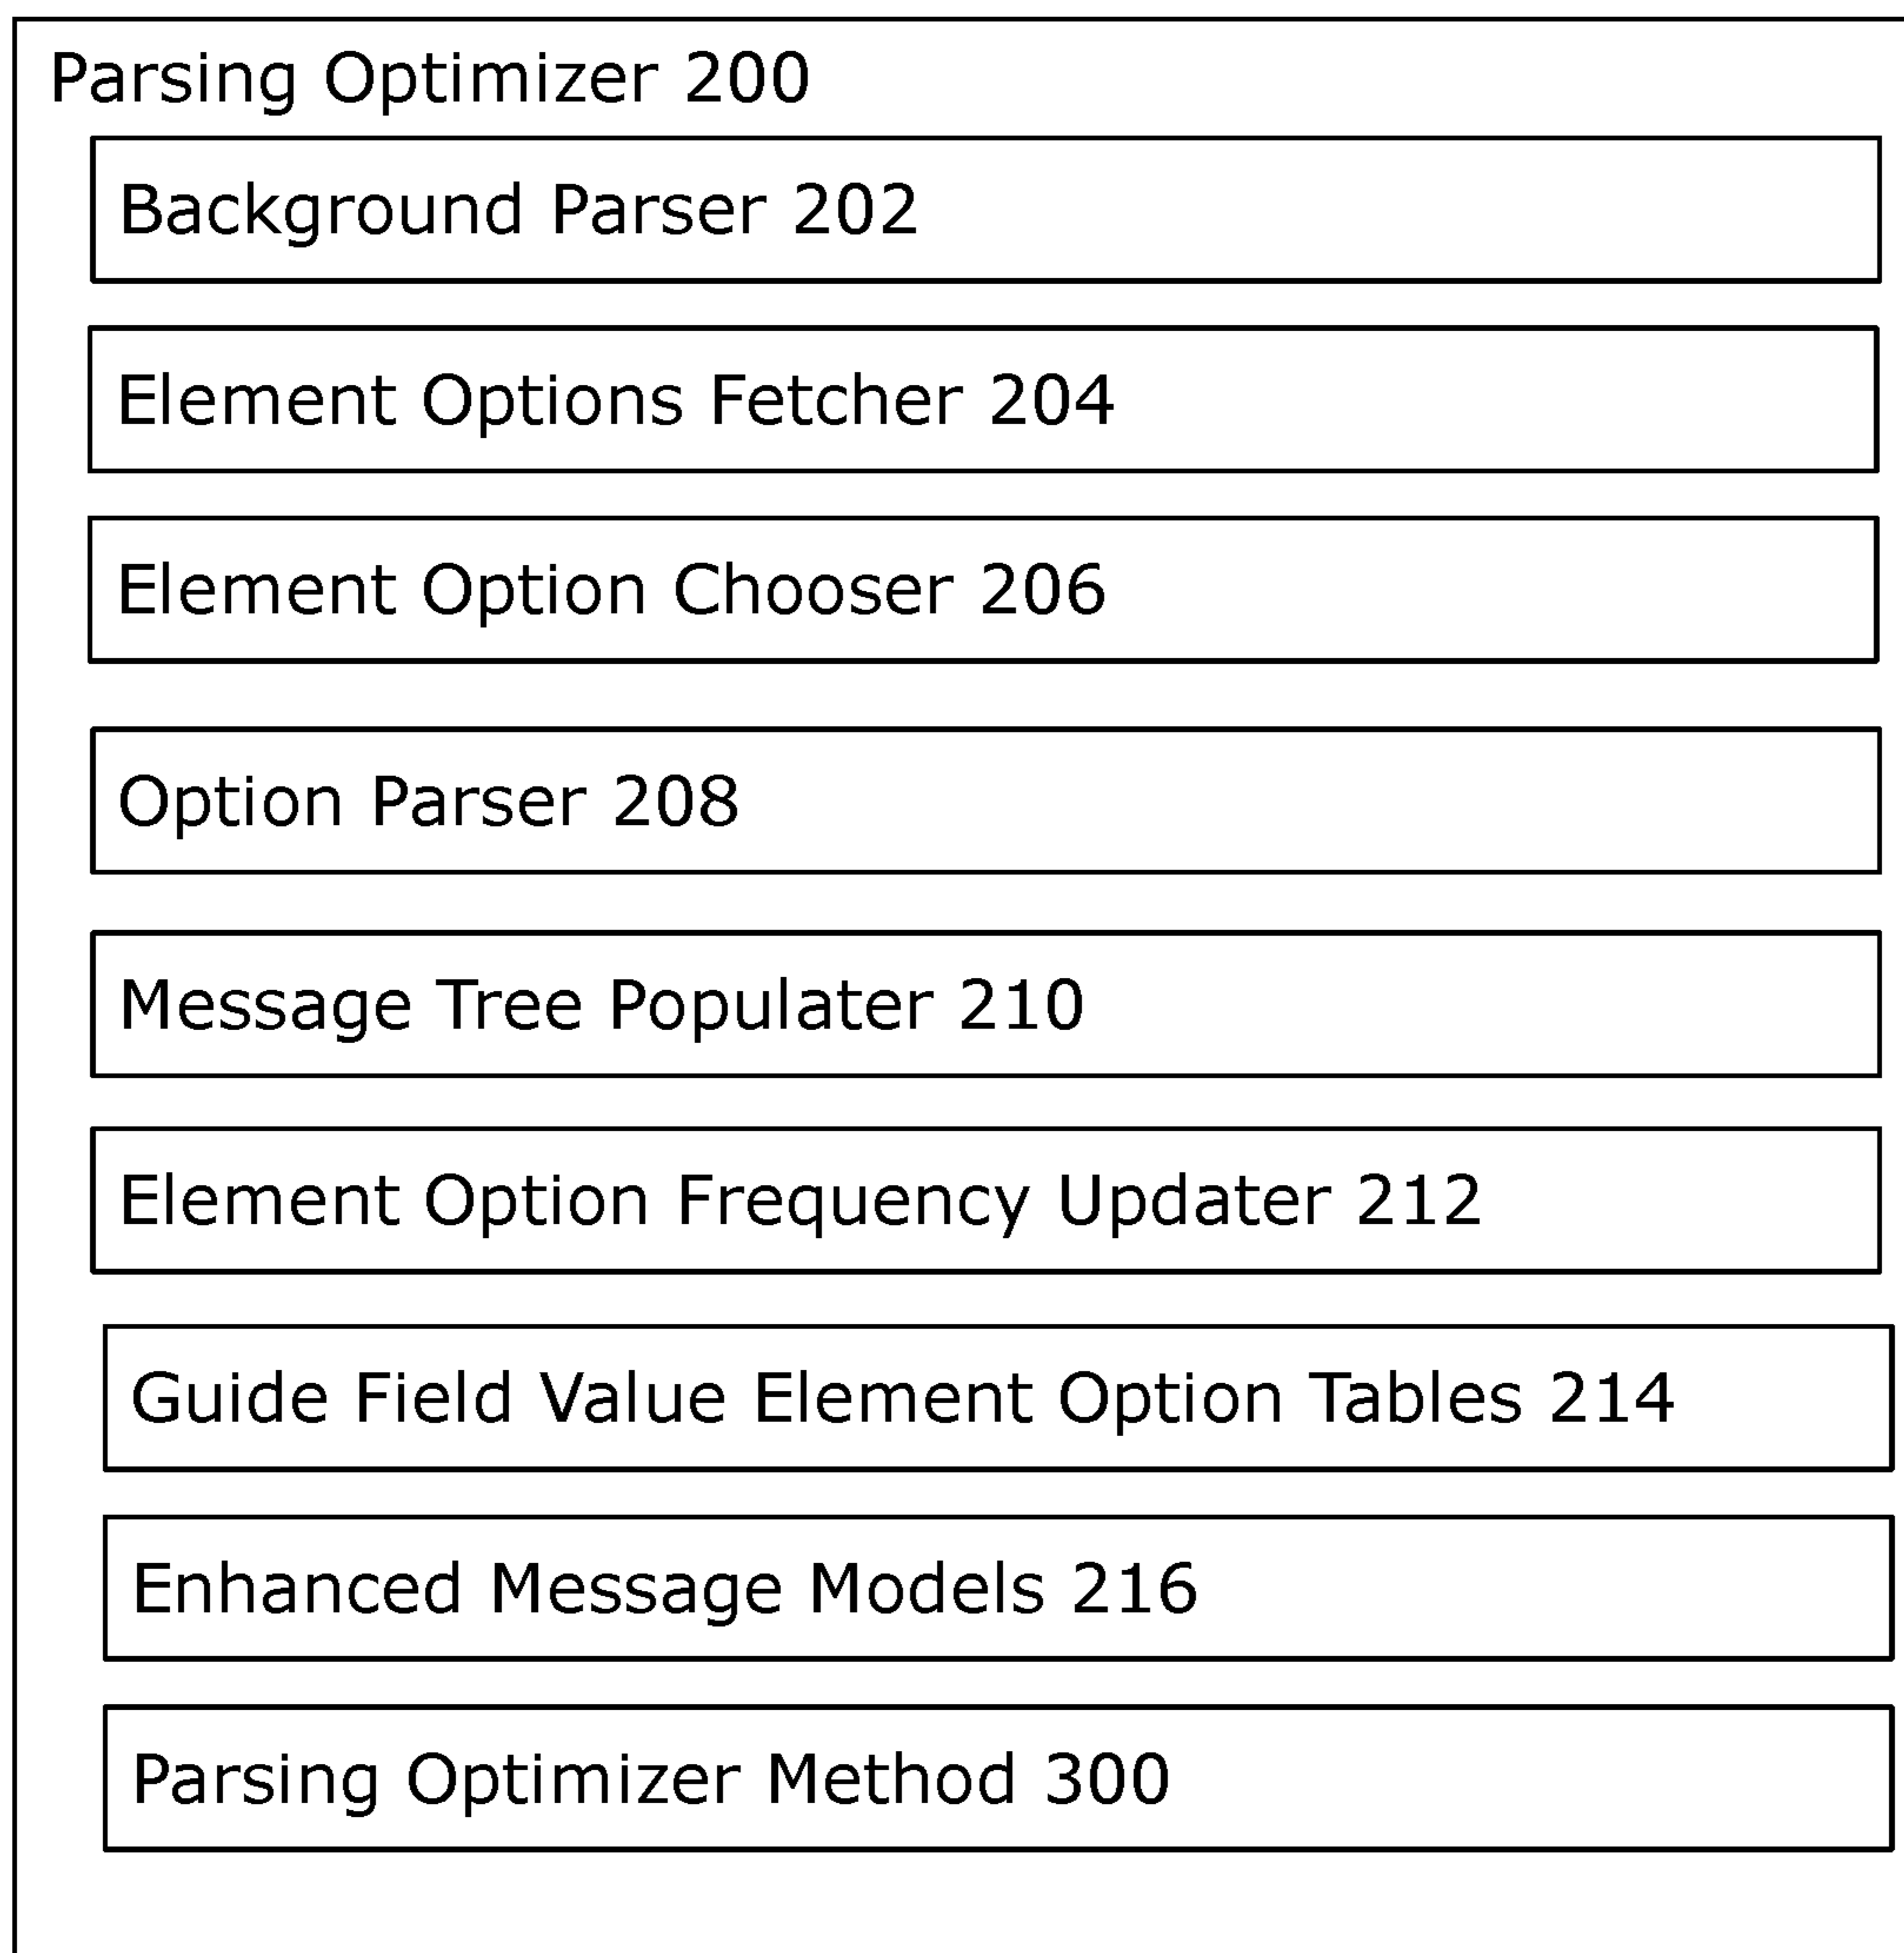 Parsing Optimizer 200
Background Parser 202
Element Options Fetcher 204
Element Option Chooser 206
Option Parser 208
Message Tree Populater 210
Element Option Frequency Updater 212
Guide Field Value Element Option Tables 214
Enhanced Message Models 216
Parsing Optimizer Method 300